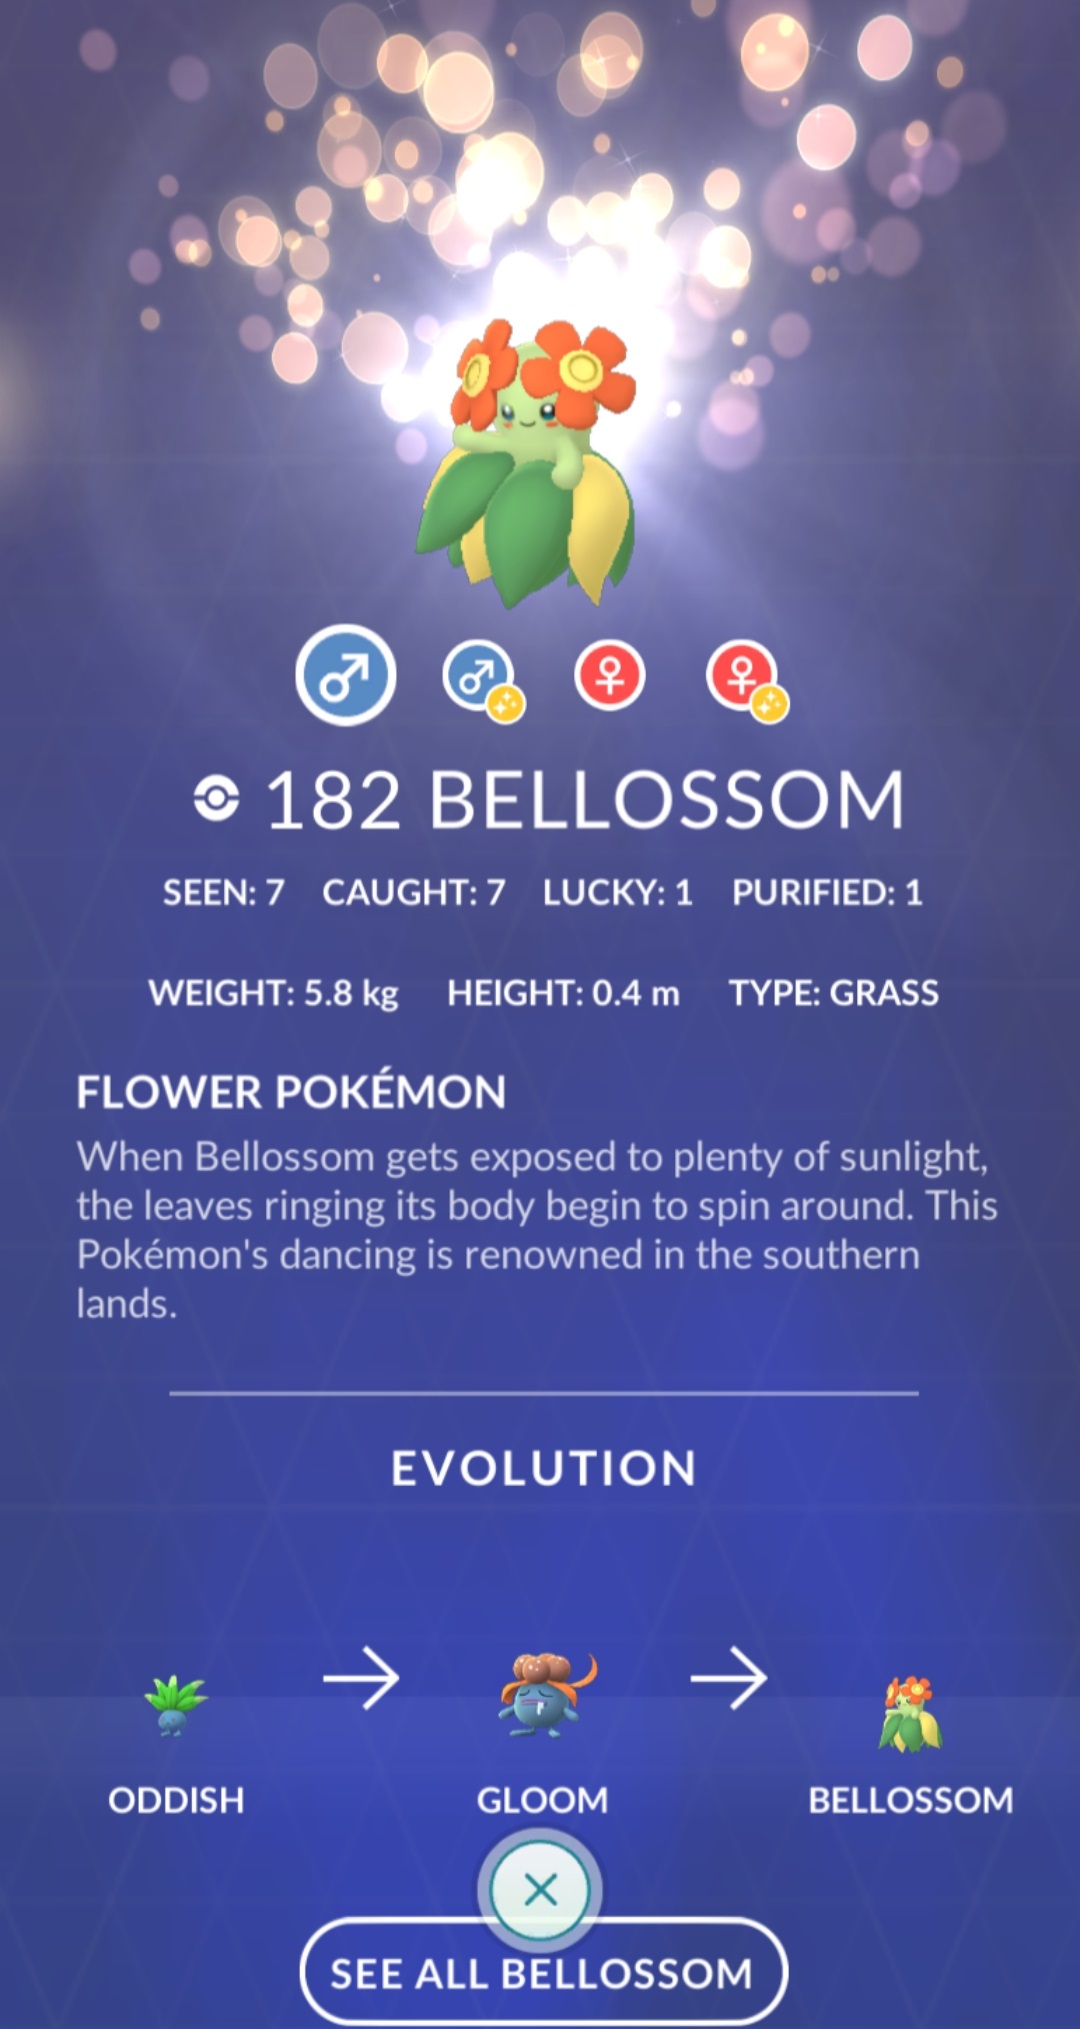 182 BELLOSSOM
SEEN: 7 CAUGHT: 7 LUCKY: 1 PURIFIED: 1
WEIGHT: 5.8 kg HEIGHT: 0.4 m TYPE: GRASS
FLOWER POKÉMON
When Bellossom gets exposed to plenty of sunlight,
the leaves ringing its body begin to spin around. This
Pokémon's dancing is renowned in the southern
lands.
EVOLUTION
ODDISH GLOOM BELLOSSOM
SEE ALL BELLOSSOM